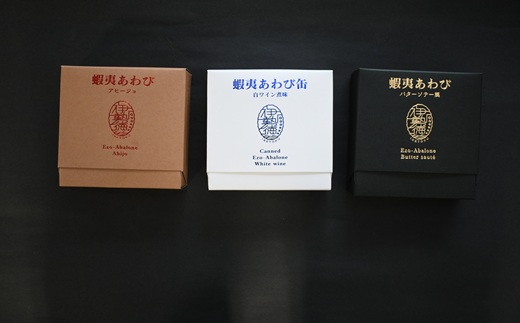 蝦夷あわび
アヒージョ
Ezo-Abalone
Ahijo
蝦夷あわび缶
白ワイン煮味
Canned
Ezo-Abalone
White wine
蝦夷あわび
バターソテー風
Ezo-Abalone
Butter sauté